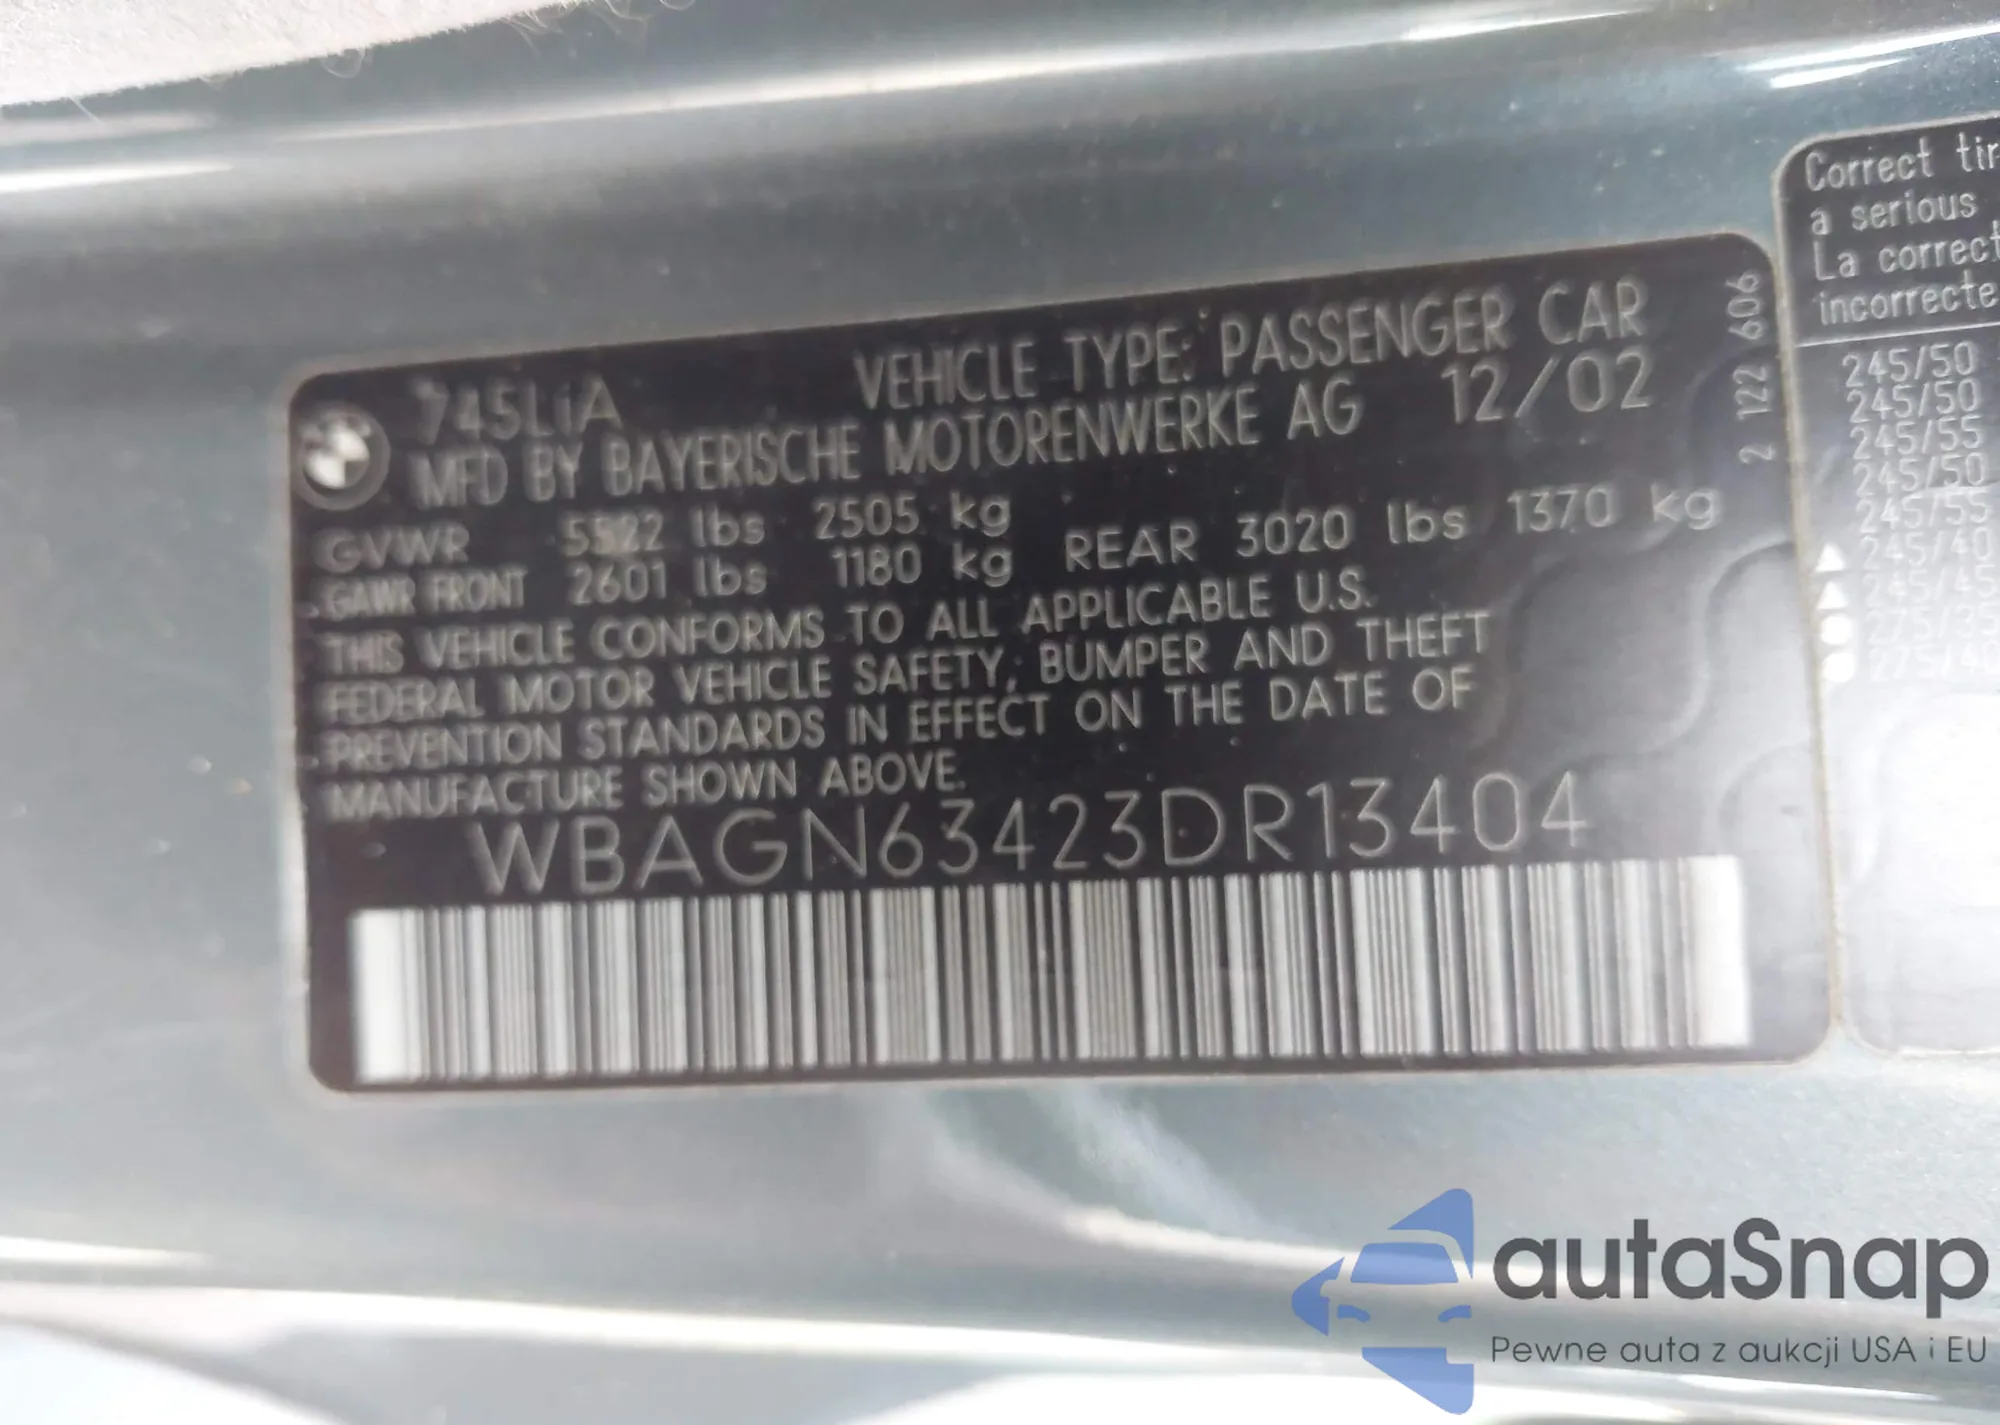 745LiA VEHICLE TYPE: PASSENGER CAR
MFD BY BAYERISCHE MOTORENWERKE AG 12/02
GVWR 5522 lbs 2505 kg
GAWR FRONT 2601 lbs 1180 kg REAR 3020 lbs 1370 kg
THIS VEHICLE CONFORMS TO ALL APPLICABLE U.S.
FEDERAL MOTOR VEHICLE SAFETY, BUMPER AND THEFT
PREVENTION STANDARDS IN EFFECT ON THE DATE OF
MANUFACTURE SHOWN ABOVE.
WBAGN63423DR13404
2 122 606
Correct tir
a serious
La correct
incorrecte
245/50
245/50
245/55
245/50
245/55
245/40
245/45
275/35
275/40
autaSnap
Pewne auta z aukcji USA i EU